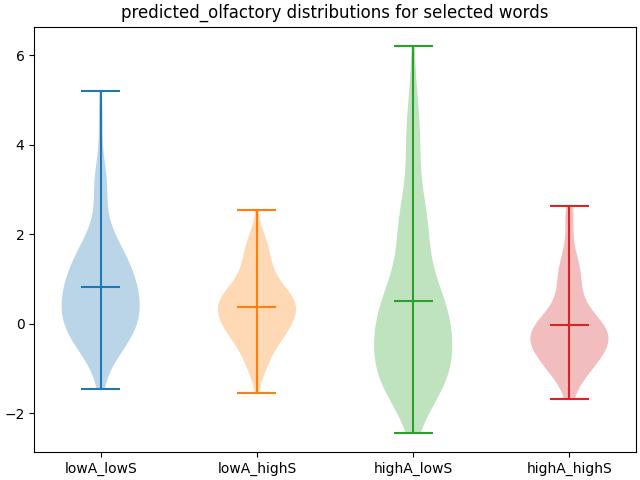 predicted_olfactory distributions for selected words
6
4
2
0
−2
lowA_lowS lowA_highS highA_lowS highA_highS